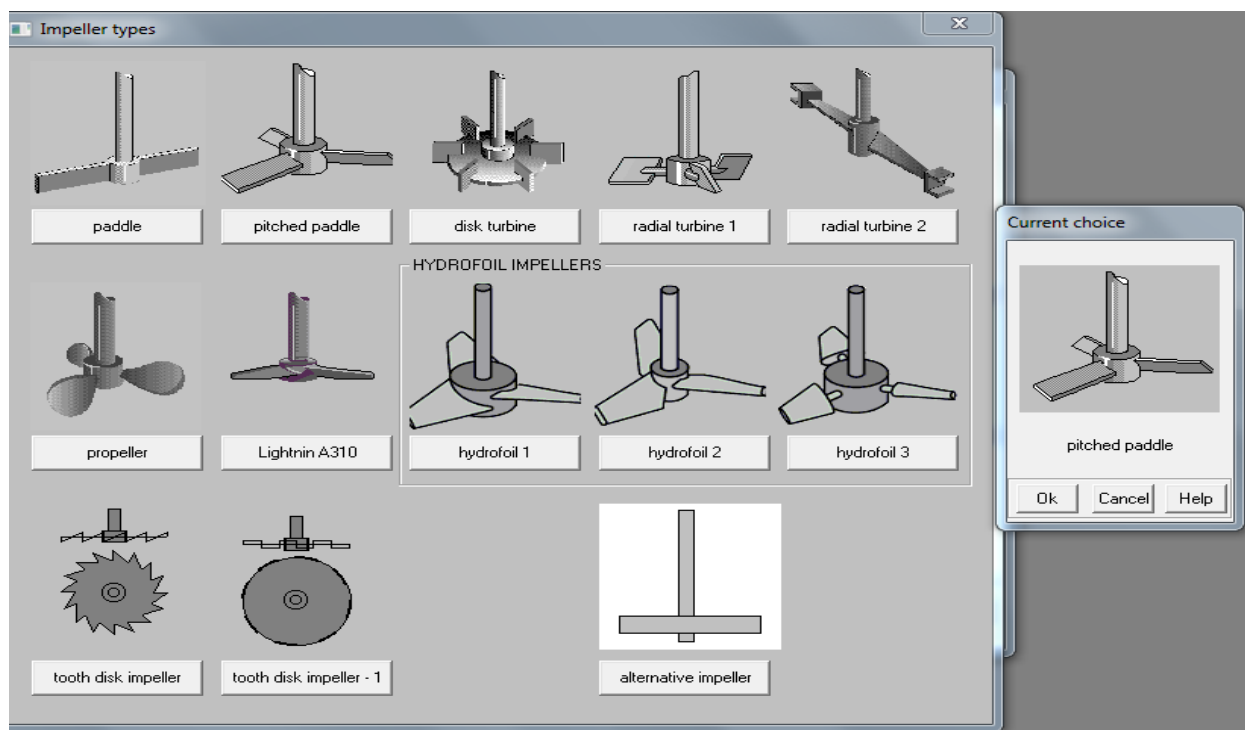 Impeller types
paddle
pitched paddle
disk turbine
radial turbine 1
radial turbine 2
HYDROFOIL IMPELLERS
propeller
Lightnin A310
hydrofoil 1
hydrofoil 2
hydrofoil 3
tooth disk impeller
tooth disk impeller - 1
alternative impeller
Current choice
pitched paddle
Ok
Cancel
Help